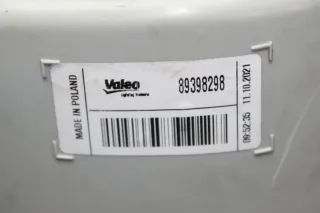 MADE IN POLAND
Valeo
89398298
Lighting Systems
09:52:35 11.10.2021